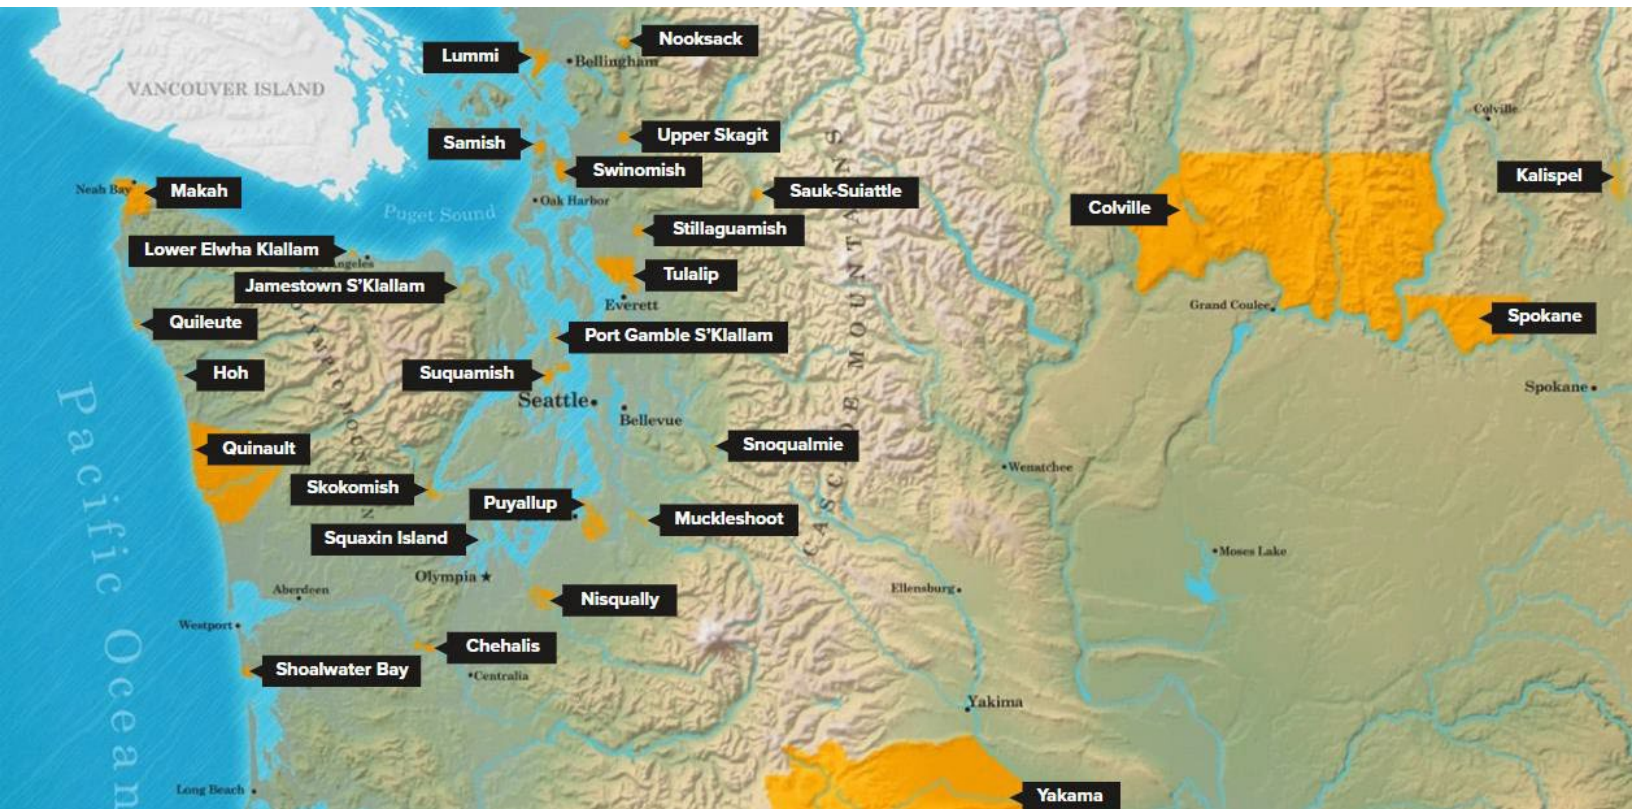 Nooksack
Lummi
Bellingham
VANCOUVER ISLAND
Colville
Upper Skagit
Samish
Swinomish
Kalispel
Neah Bay
Makah
Sauk-Suiattle
Oak Harbor
Colville
Puget Sound
Stillaguamish
Lower Elwha Klallam
Angeles
Tulalip
Jamestown S'Klallam
Everett
Grand Coulee
Spokane
Quileute
Port Gamble S'Klallam
Hoh
Suquamish
Spokane
Seattle
Bellevue
Snoqualmie
Quinault
Wenatchee
Skokomish
Puyallup
Muckleshoot
Squaxin Island
Moses Lake
Olympia
Aberdeen
Ellensburg
Nisqually
Westport
Chehalis
Shoalwater Bay
Centralia
Yakima
Long Beach
Yakama
Pacific Ocean
MOUNTAINS